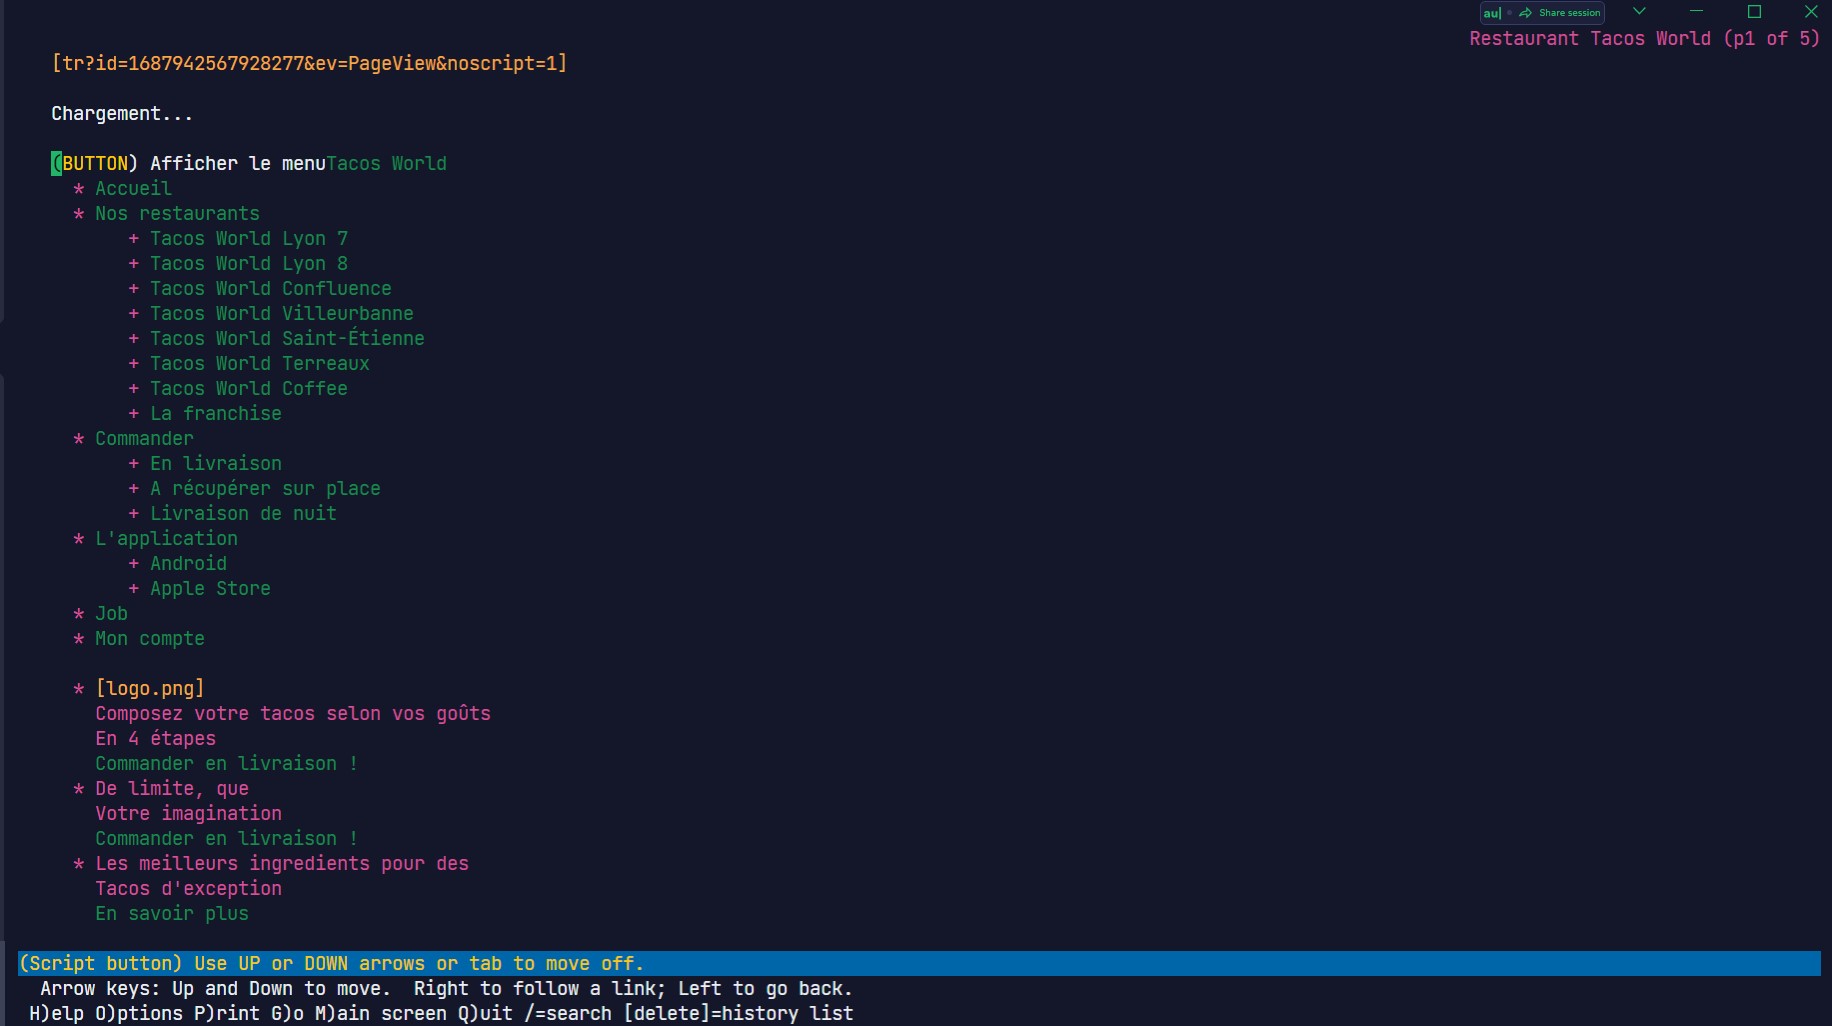 au| Share session
Restaurant Tacos World (p1 of 5)
[tr?id=1687942567928277&ev=PageView&noscript=1]
Chargement...
(BUTTON) Afficher le menuTacos World
* Accueil
* Nos restaurants
+ Tacos World Lyon 7
+ Tacos World Lyon 8
+ Tacos World Confluence
+ Tacos World Villeurbanne
+ Tacos World Saint-Étienne
+ Tacos World Terreaux
+ Tacos World Coffee
+ La franchise
* Commander
+ En livraison
+ A récupérer sur place
+ Livraison de nuit
* L'application
+ Android
+ Apple Store
* Job
* Mon compte
* [logo.png]
Composez votre tacos selon vos goûts
En 4 étapes
Commander en livraison !
* De limite, que
Votre imagination
Commander en livraison !
* Les meilleurs ingredients pour des
Tacos d'exception
En savoir plus
(Script button) Use UP or DOWN arrows or tab to move off.
Arrow keys: Up and Down to move.  Right to follow a link; Left to go back.
H)elp O)ptions P)rint G)o M)ain screen Q)uit /=search [delete]=history list